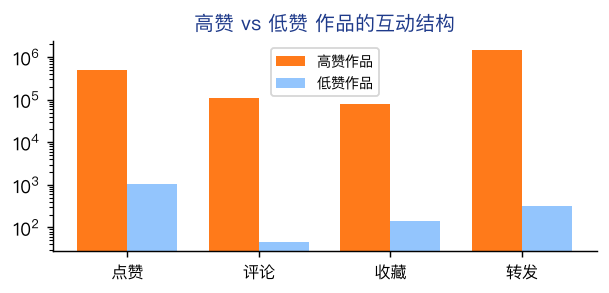 高赞 vs 低赞 作品的互动结构
高赞作品
低赞作品
10⁶
10⁵
10⁴
10³
10²
点赞 评论 收藏 转发